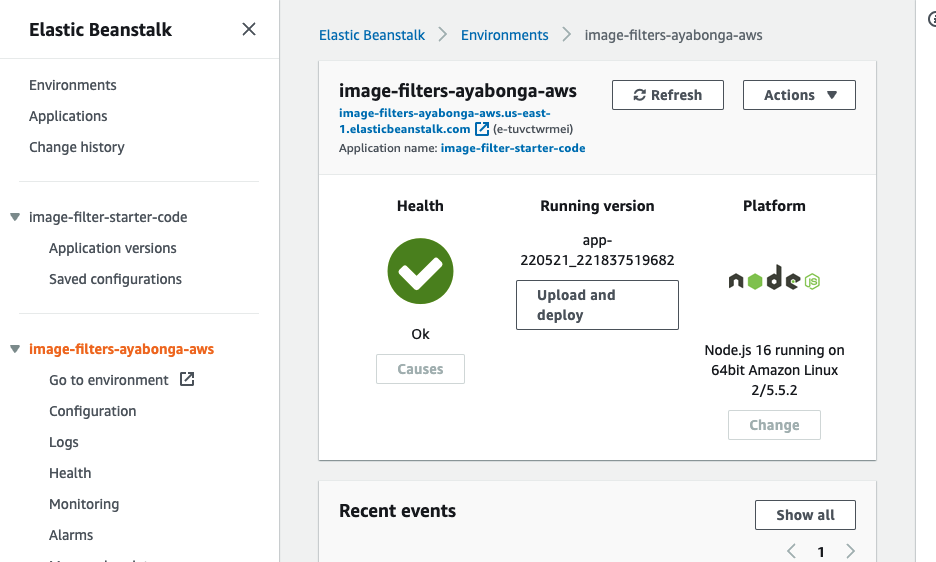 Elastic Beanstalk
Environments
Applications
Change history
image-filter-starter-code
Application versions
Saved configurations
image-filters-ayabonga-aws
Go to environment
Configuration
Logs
Health
Monitoring
Alarms
Elastic Beanstalk > Environments > image-filters-ayabonga-aws
image-filters-ayabonga-aws
image-filters-ayabonga-aws.us-east-
1.elasticbeanstalk.com (e-tuvctwrmei)
Application name: image-filter-starter-code
Refresh
Actions
Health
Ok
Causes
Running version
app-
220521_221837519682
Upload and
deploy
Platform
node JS
Node.js 16 running on
64bit Amazon Linux
2/5.5.2
Change
Recent events
Show all
1